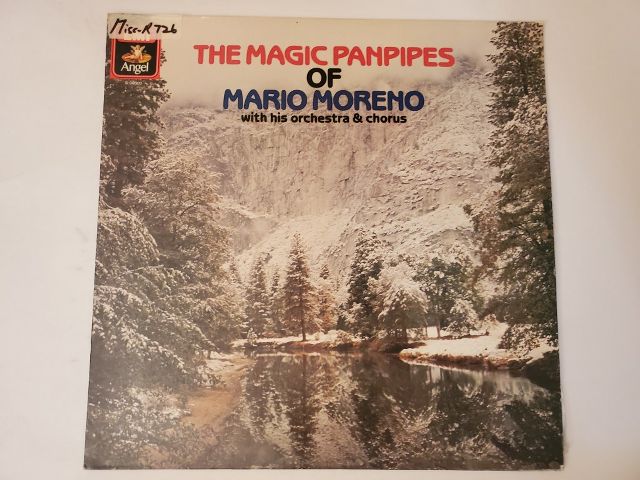 Misc-R 726
Angel
THE MAGIC PANPIPES
OF
MARIO MORENO
with his orchestra & chorus